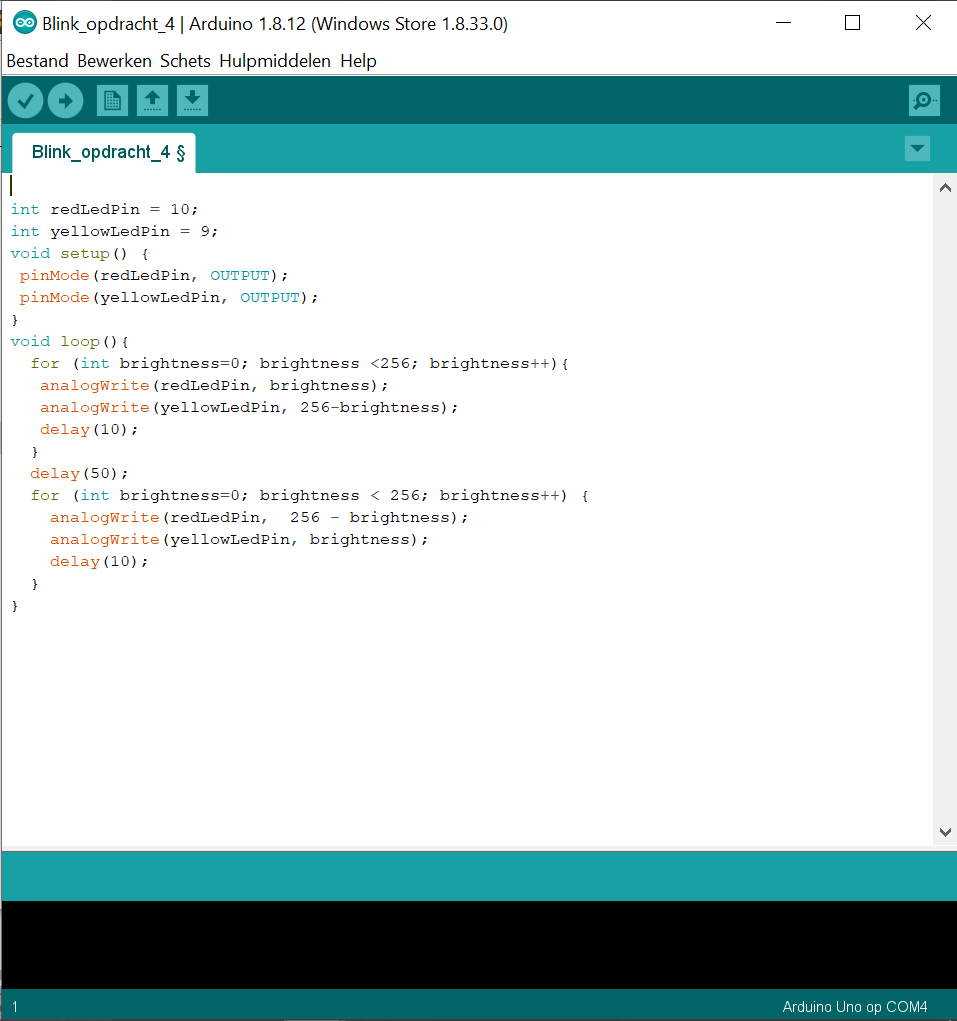 Blink_opdracht_4 | Arduino 1.8.12 (Windows Store 1.8.33.0)
Bestand Bewerken Schets Hulpmiddelen Help
Blink_opdracht_4 §
int redLedPin = 10;
int yellowLedPin = 9;
void setup() {
 pinMode(redLedPin, OUTPUT);
 pinMode(yellowLedPin, OUTPUT);
}
void loop(){
  for (int brightness=0; brightness <256; brightness++){
   analogWrite(redLedPin, brightness);
   analogWrite(yellowLedPin, 256-brightness);
   delay(10);
  }
  delay(50);
  for (int brightness=0; brightness < 256; brightness++) {
    analogWrite(redLedPin,  256 - brightness);
    analogWrite(yellowLedPin, brightness);
    delay(10);
  }
}
1 Arduino Uno op COM4